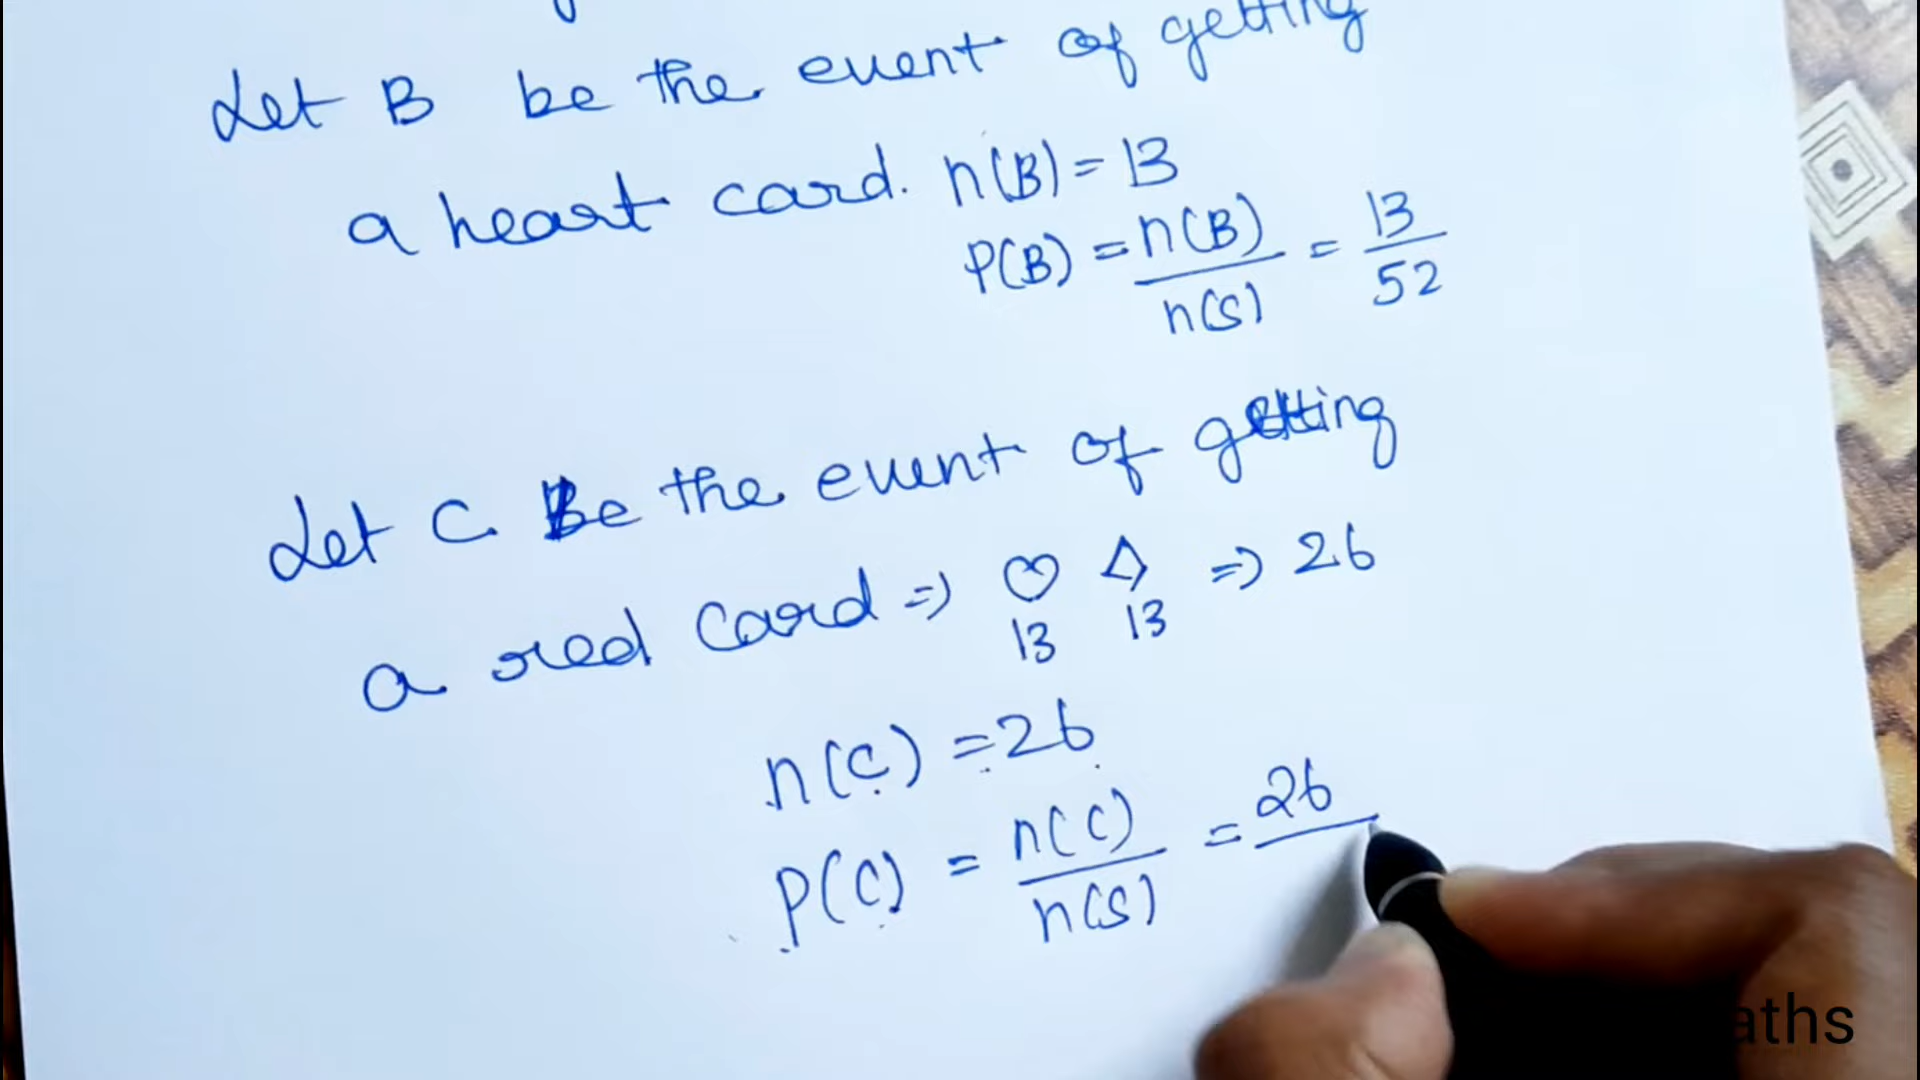 Let B be the event of getting
a heart card. n(B) = 13
P(B) = n(B)/n(S) = 13/52
Let C Be the event of getting
a red Card => ♡ ◇ => 26
13 13
n(C) = 26
P(C) = n(C)/n(S) = 26
aths